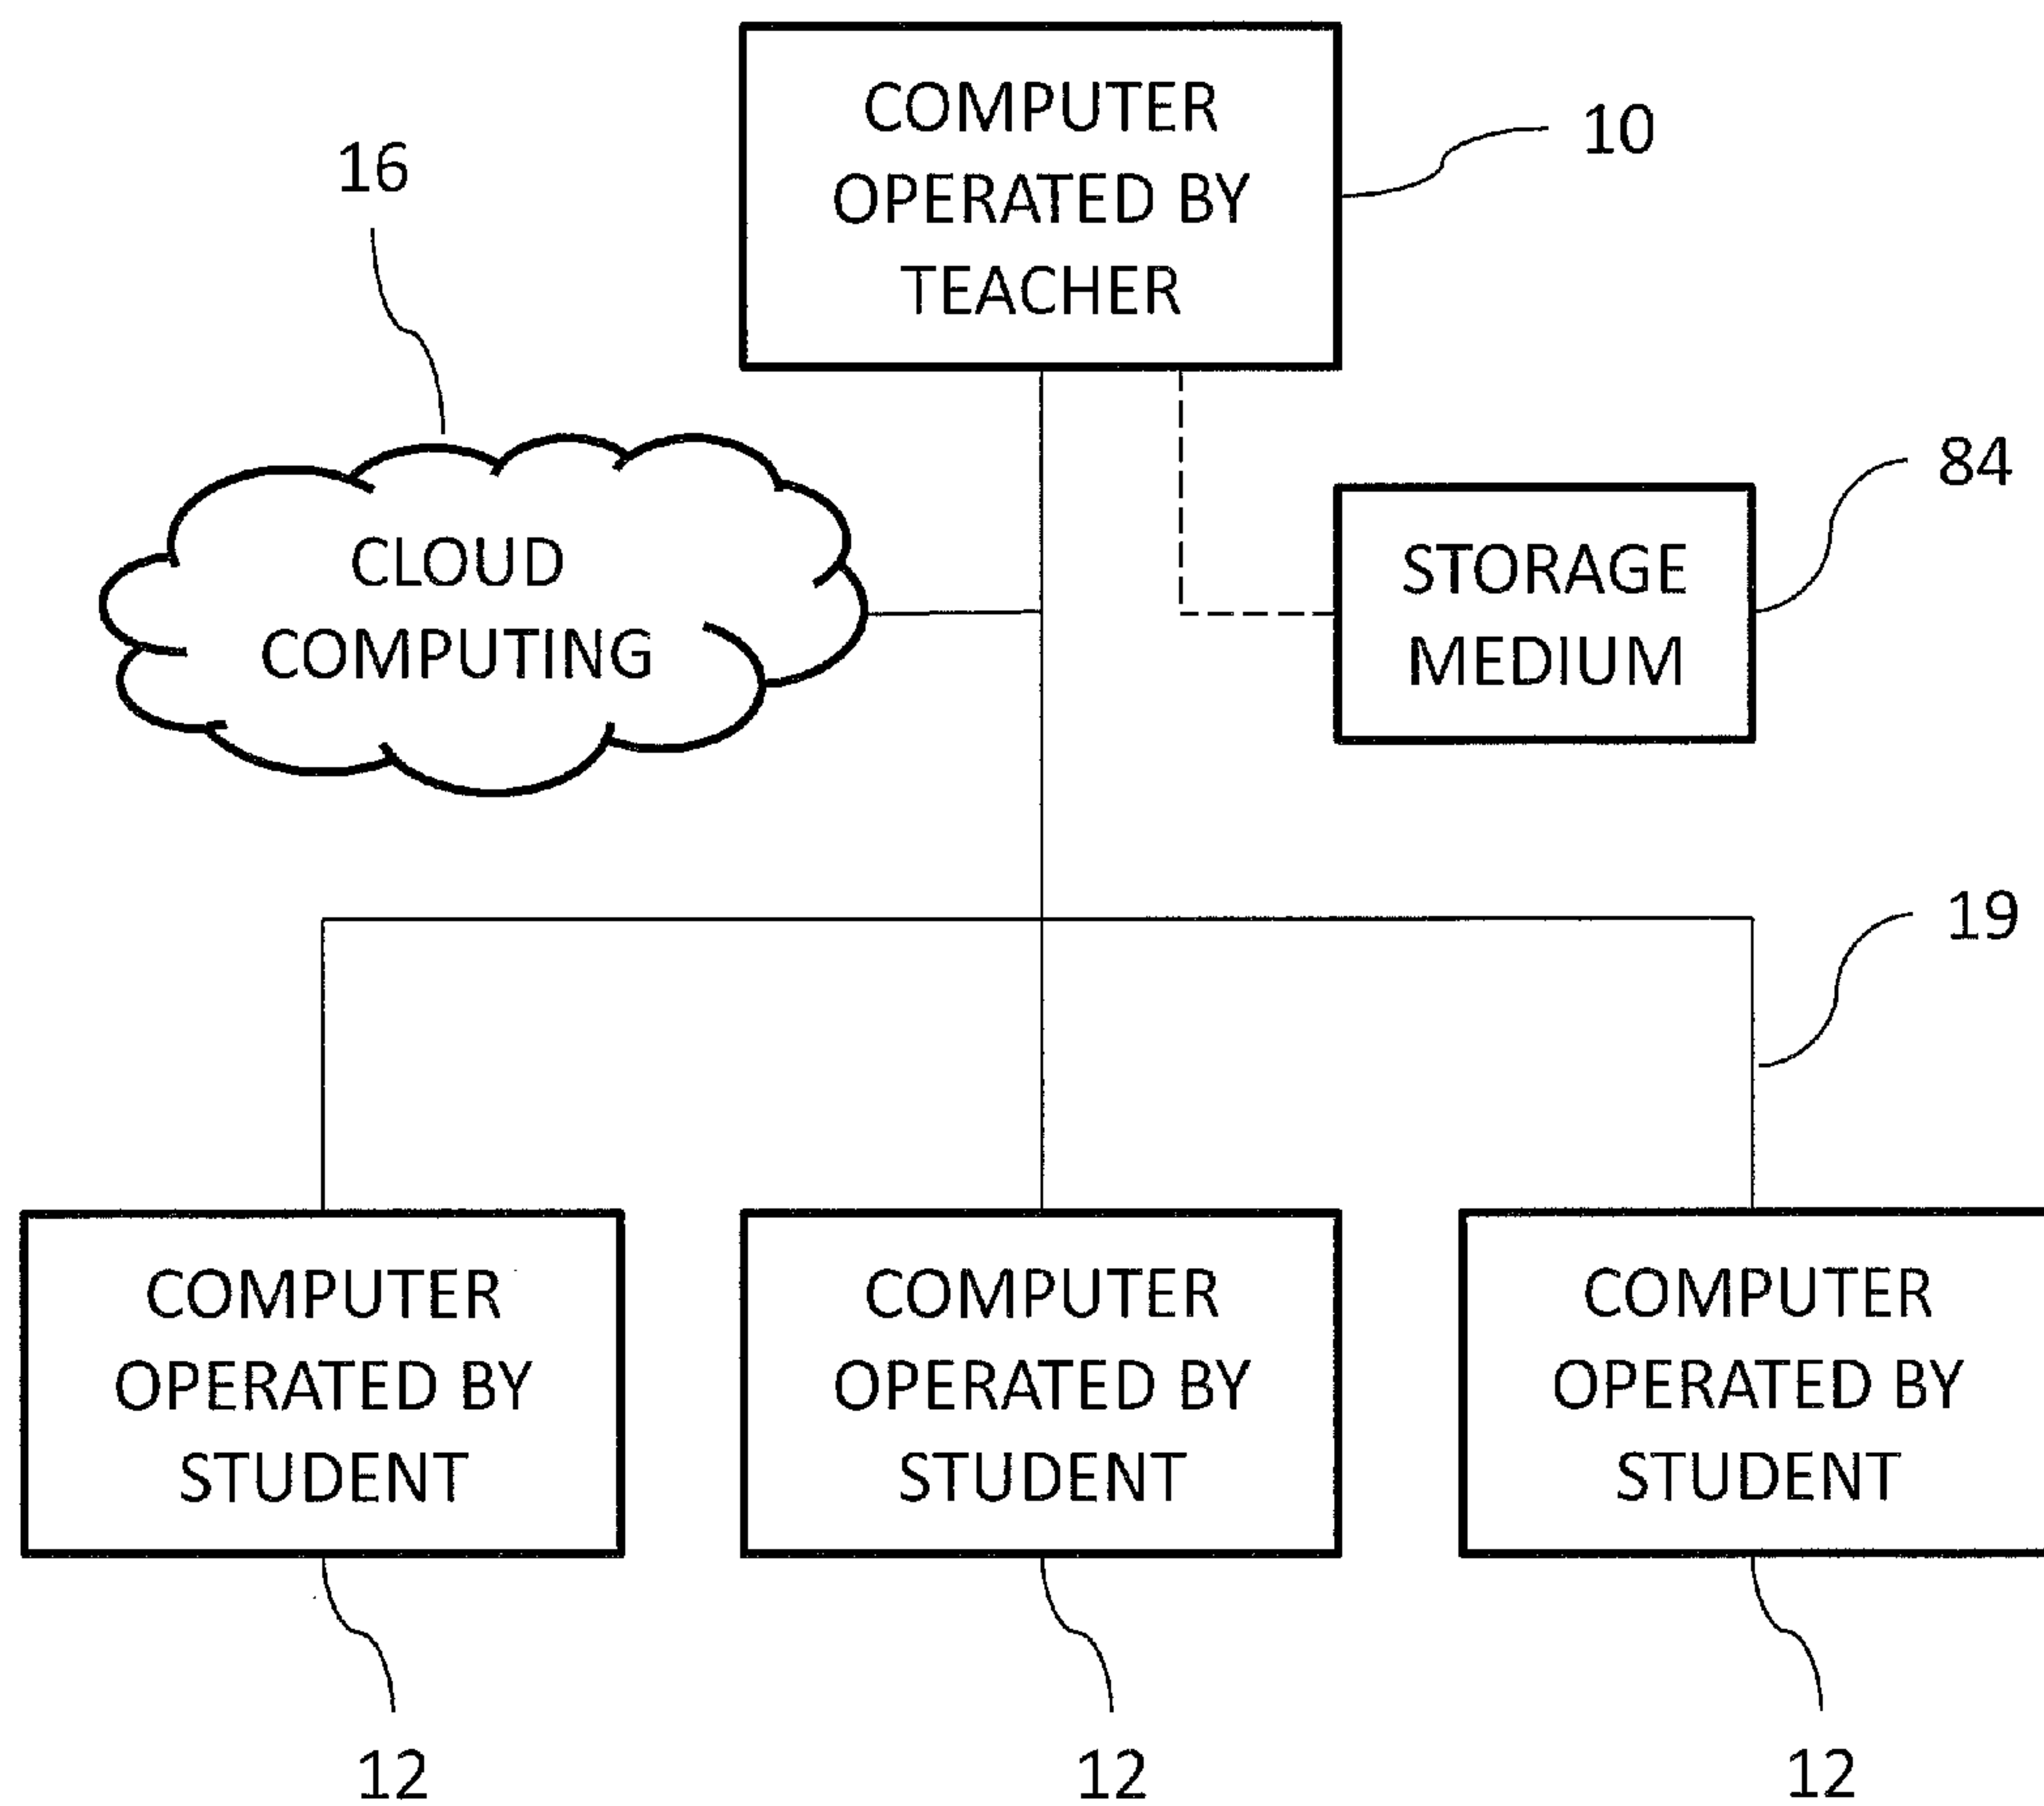 COMPUTER
OPERATED BY
TEACHER
10
16
CLOUD
COMPUTING
STORAGE
MEDIUM
84
19
COMPUTER
OPERATED BY
STUDENT
COMPUTER
OPERATED BY
STUDENT
COMPUTER
OPERATED BY
STUDENT
12
12
12